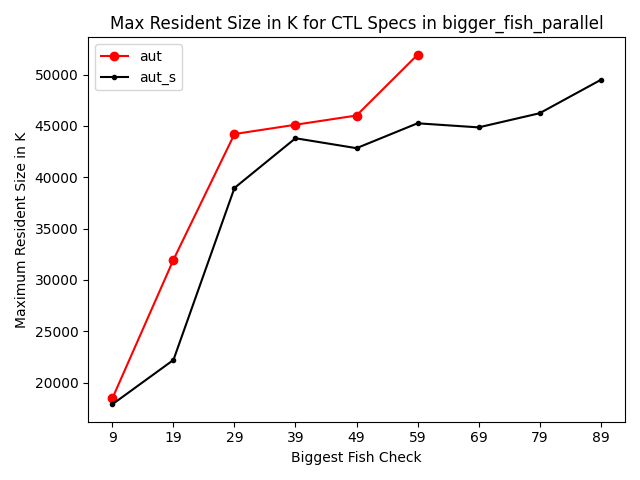 Max Resident Size in K for CTL Specs in bigger_fish_parallel
aut
aut_s
Maximum Resident Size in K
50000
45000
40000
35000
30000
25000
20000
9 19 29 39 49 59 69 79 89
Biggest Fish Check